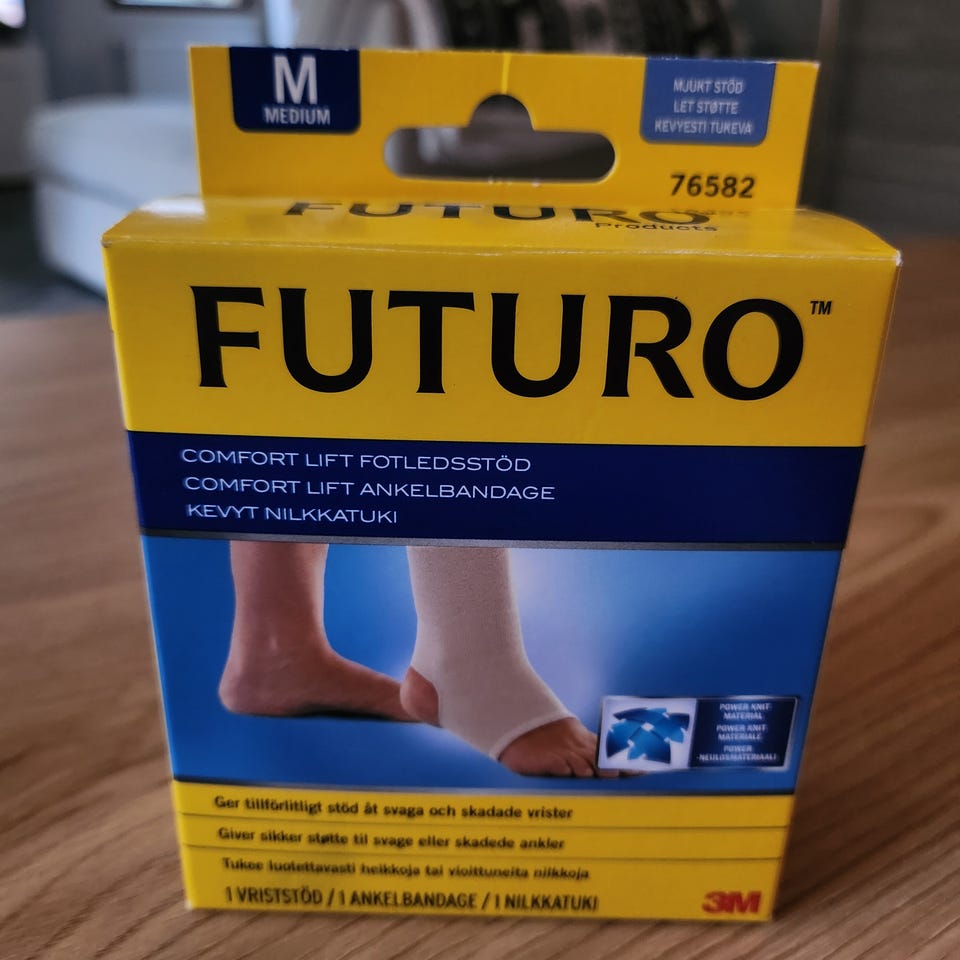 M
MEDIUM
MJUKT STÖD
LET STØTTE
KEVYESTI TUKEVA
76582
FUTURO
Products
FUTURO™
COMFORT LIFT FOTLEDSSTÖD
COMFORT LIFT ANKELBANDAGE
KEVYT NILKKATUKI
POWER KNIT
MATERIAL
POWER KNIT
MATERIALE
POWER
-NEULOSMATERIAALI
Ger tillförlitligt stöd åt svaga och skadade vrister
Giver sikker støtte til svage eller skadede ankler
Tukee luotettavasti heikkoja tai vioittuneita nilkkoja
1 VRISTSTÖD / 1 ANKELBANDAGE / 1 NILKKATUKI
3M